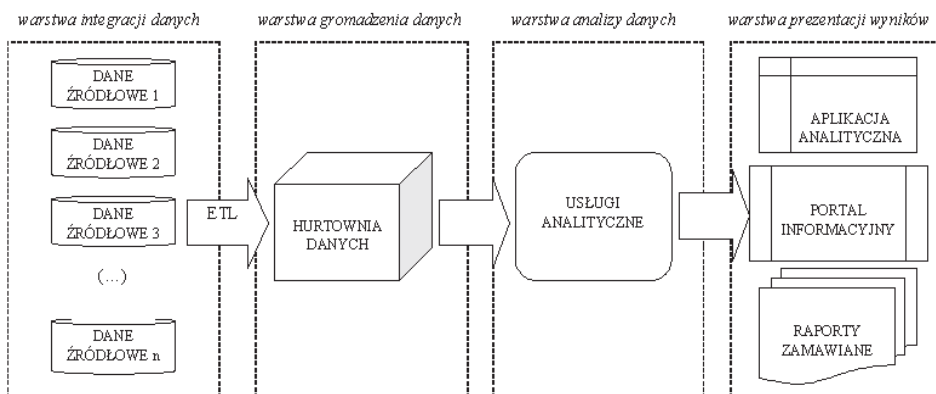 warstwa integracji danych
warstwa gromadzenia danych
warstwa analizy danych
warstwa prezentacji wyników
DANE
ŹRÓDŁOWE 1
DANE
ŹRÓDŁOWE 2
DANE
ŹRÓDŁOWE 3
(...)
DANE
ŹRÓDŁOWE n
ETL
HURTOWNIA
DANYCH
USŁUGI
ANALITYCZNE
APLIKACJA
ANALITYCZNA
PORTAL
INFORMACYJNY
RAPORTY
ZAMAWIANE